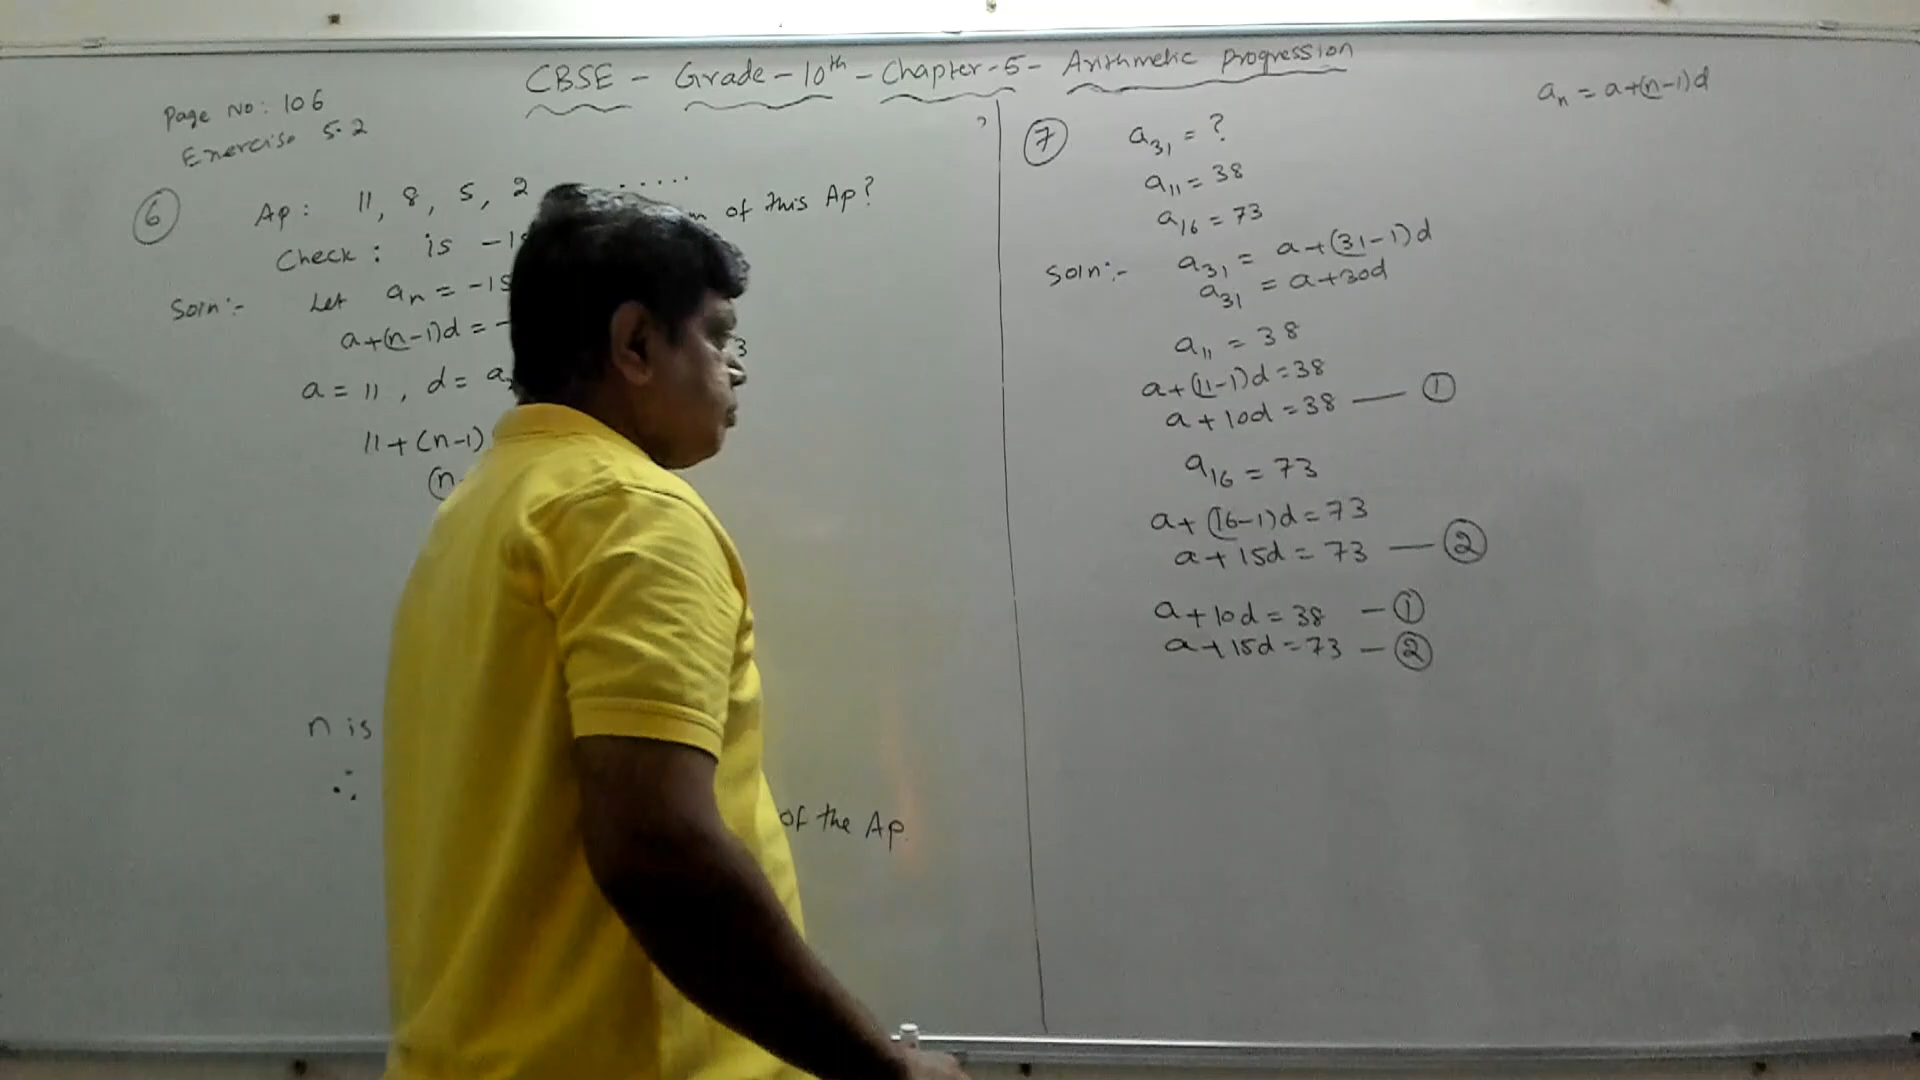 CBSE - Grade - 10th - Chapter - 5 - Arithmetic Progression
Page No: 106
Exercise 5.2
6 Ap: 11, 8, 5, 2 .....
of this Ap?
Check: is
Soln:- Let an = -15
a+(n-1)d = -
3
a = 11, d = a
11+(n-1)
(n-
n is
∴
of the Ap.
an = a+(n-1)d
?
7 a31 = ?
a11 = 38
a16 = 73
Soln:- a31 = a+(31-1)d
a31 = a+30d
a11 = 38
a+(11-1)d=38
a+10d=38 — 1
a16 = 73
a+(16-1)d=73
a+15d=73 — 2
a+10d=38 — 1
a+15d=73 — 2